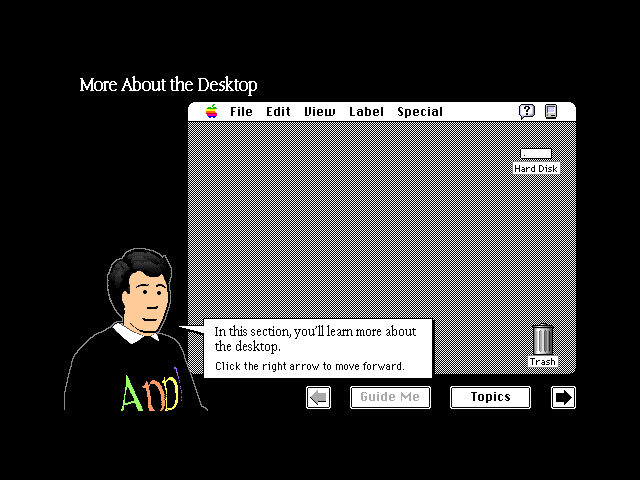 More About the Desktop
File Edit View Label Special
Hard Disk
In this section, you'll learn more about
the desktop.
Click the right arrow to move forward.
Trash
App
Guide Me Topics